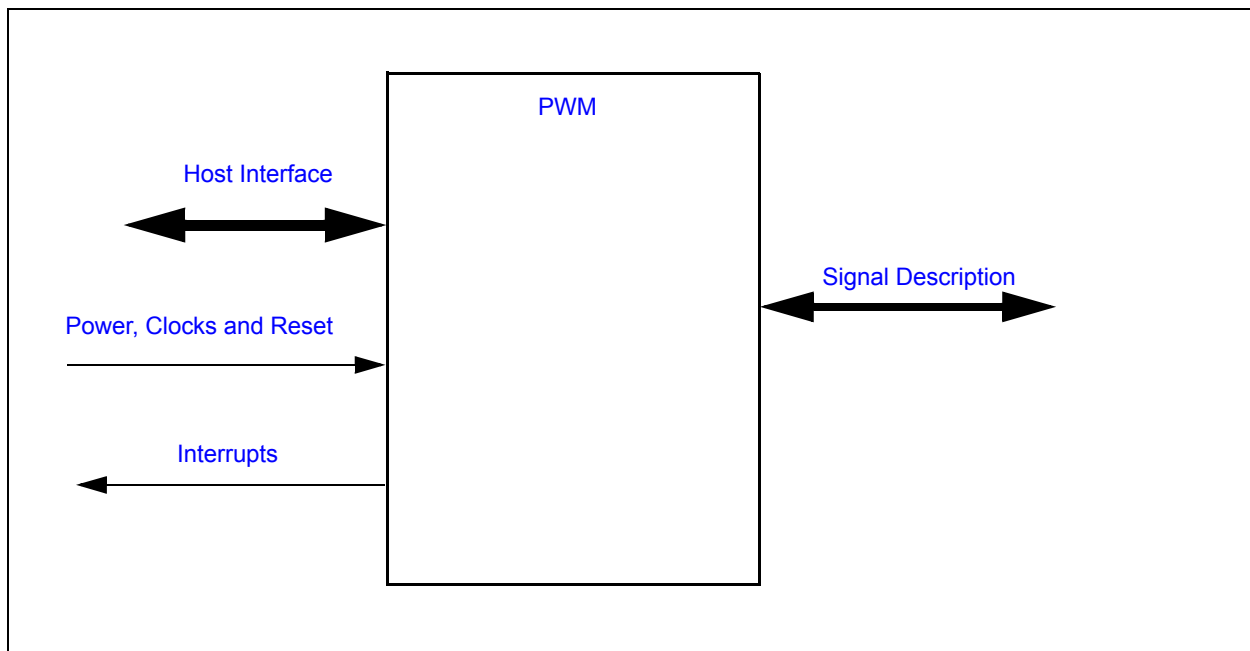 PWM
Host Interface
Signal Description
Power, Clocks and Reset
Interrupts